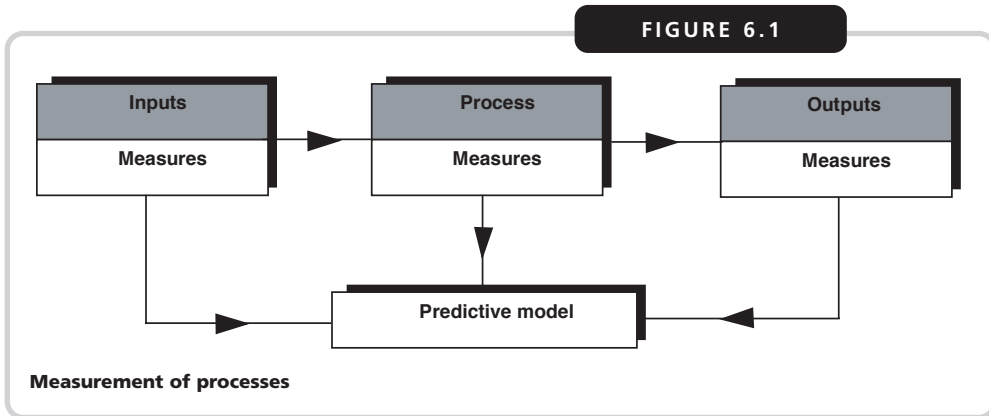 FIGURE 6.1
Inputs
Process
Outputs
Measures
Measures
Measures
Predictive model
Measurement of processes